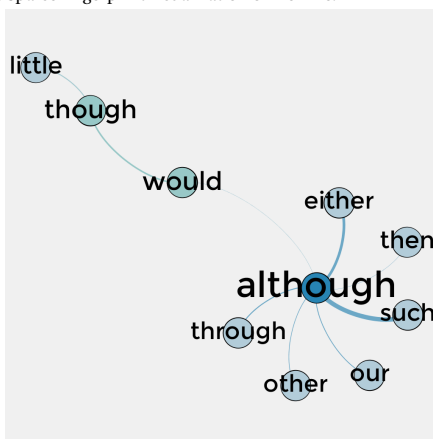 little
though
would
either
then
although
such
through
our
other